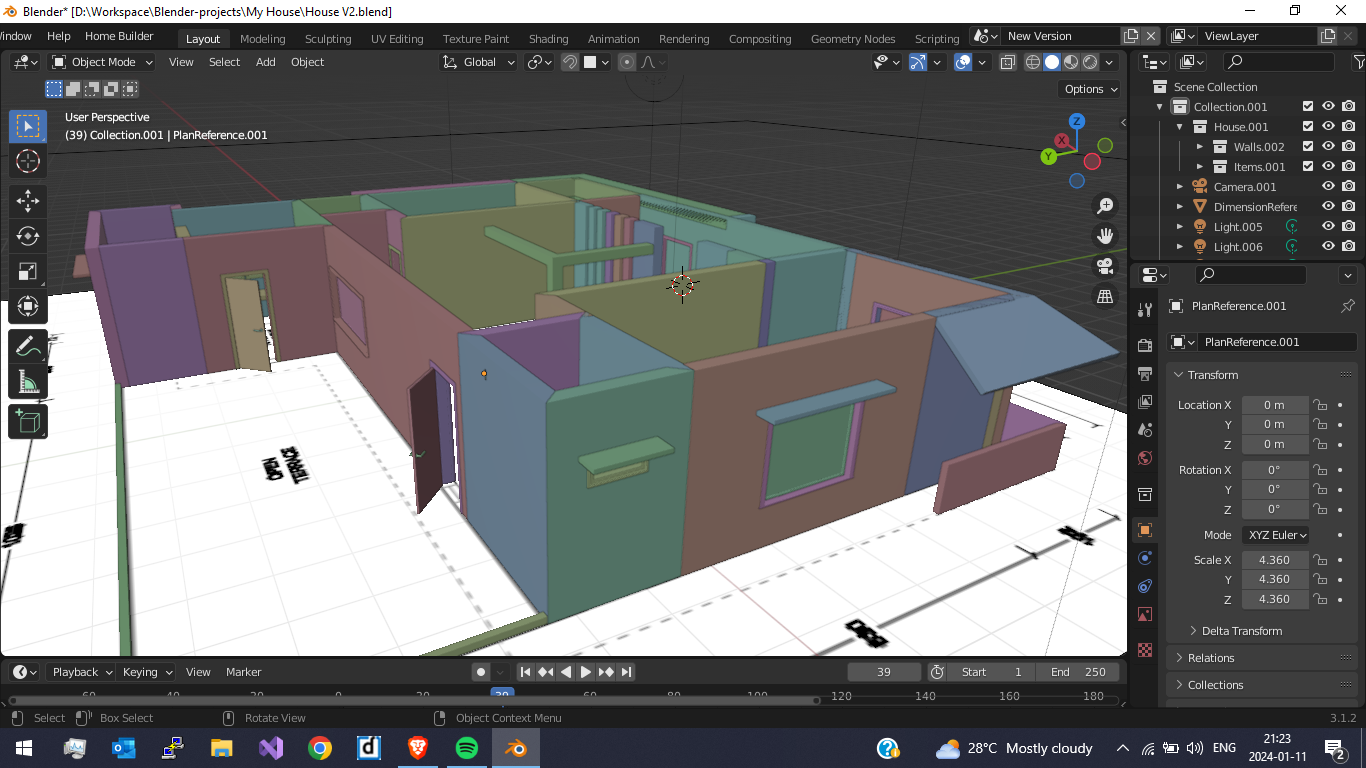 Blender* [D:\Workspace\Blender-projects\My House\House V2.blend]
indow Help Home Builder Layout Modeling Sculpting UV Editing Texture Paint Shading Animation Rendering Compositing Geometry Nodes Scripting New Version ViewLayer
Object Mode View Select Add Object Global
Options
User Perspective
(39) Collection.001 | PlanReference.001
Z
X
Y
Scene Collection
Collection.001
House.001
Walls.002
Items.001
Camera.001
DimensionRefere
Light.005
Light.006
PlanReference.001
PlanReference.001
Transform
Location X 0 m
Y 0 m
Z 0 m
Rotation X 0°
Y 0°
Z 0°
Mode XYZ Euler
Scale X 4.360
Y 4.360
Z 4.360
Delta Transform
Relations
Collections
OPEN
TERRACE
Playback Keying View Marker 39 Start 1 End 250
-60 -40 -20 0 20 39 60 80 100 120 140 160 180
Select Box Select Rotate View Object Context Menu 3.1.2
28°C Mostly cloudy ENG 21:23
2024-01-11
2